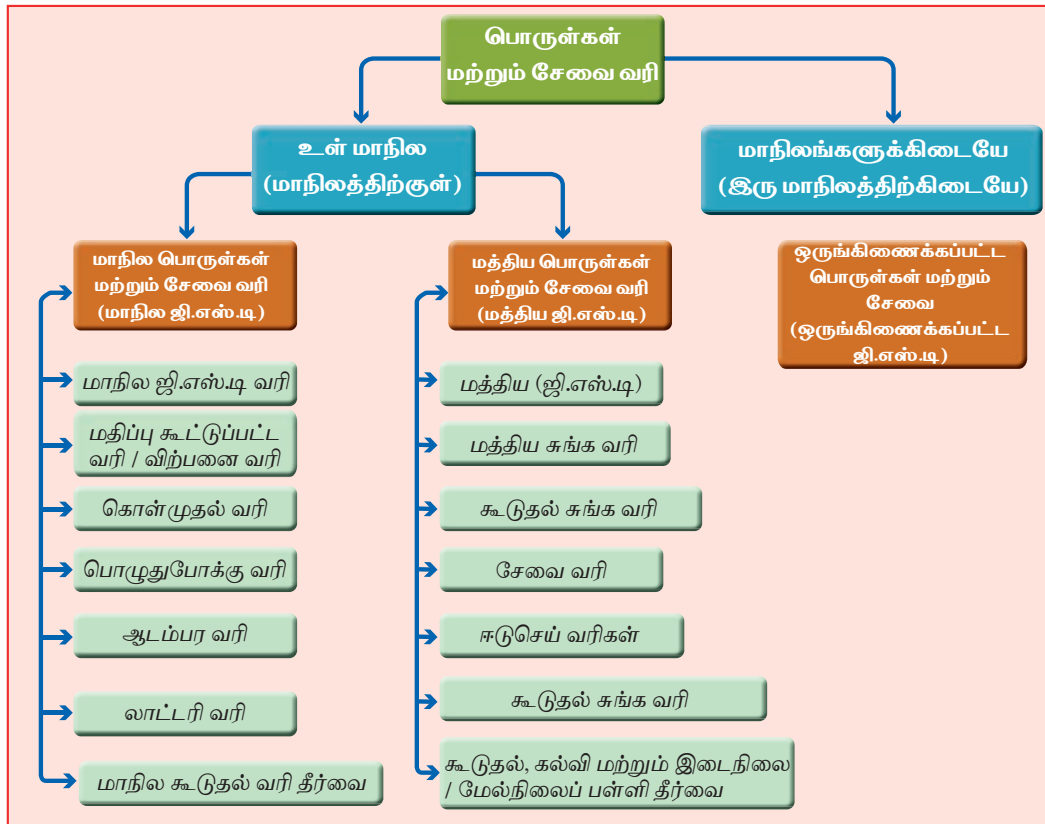 பொருள்கள்
மற்றும் சேவை வரி
உள் மாநில
(மாநிலத்திற்குள்)
மாநிலங்களுக்கிடையே
(இரு மாநிலத்திற்கிடையே)
மாநில பொருள்கள்
மற்றும் சேவை வரி
(மாநில ஜி.எஸ்.டி)
மத்திய பொருள்கள்
மற்றும் சேவை வரி
(மத்திய ஜி.எஸ்.டி)
ஒருங்கிணைக்கப்பட்ட
பொருள்கள் மற்றும்
சேவை
(ஒருங்கிணைக்கப்பட்ட
ஜி.எஸ்.டி)
மாநில ஜி.எஸ்.டி வரி
மதிப்பு கூட்டுப்பட்ட
வரி / விற்பனை வரி
கொள்முதல் வரி
பொழுதுபோக்கு வரி
ஆடம்பர வரி
லாட்டரி வரி
மாநில கூடுதல் வரி தீர்வை
மத்திய (ஜி.எஸ்.டி)
மத்திய சுங்க வரி
கூடுதல் சுங்க வரி
சேவை வரி
ஈடுசெய் வரிகள்
கூடுதல் சுங்க வரி
கூடுதல், கல்வி மற்றும் இடைநிலை
/ மேல்நிலைப் பள்ளி தீர்வை